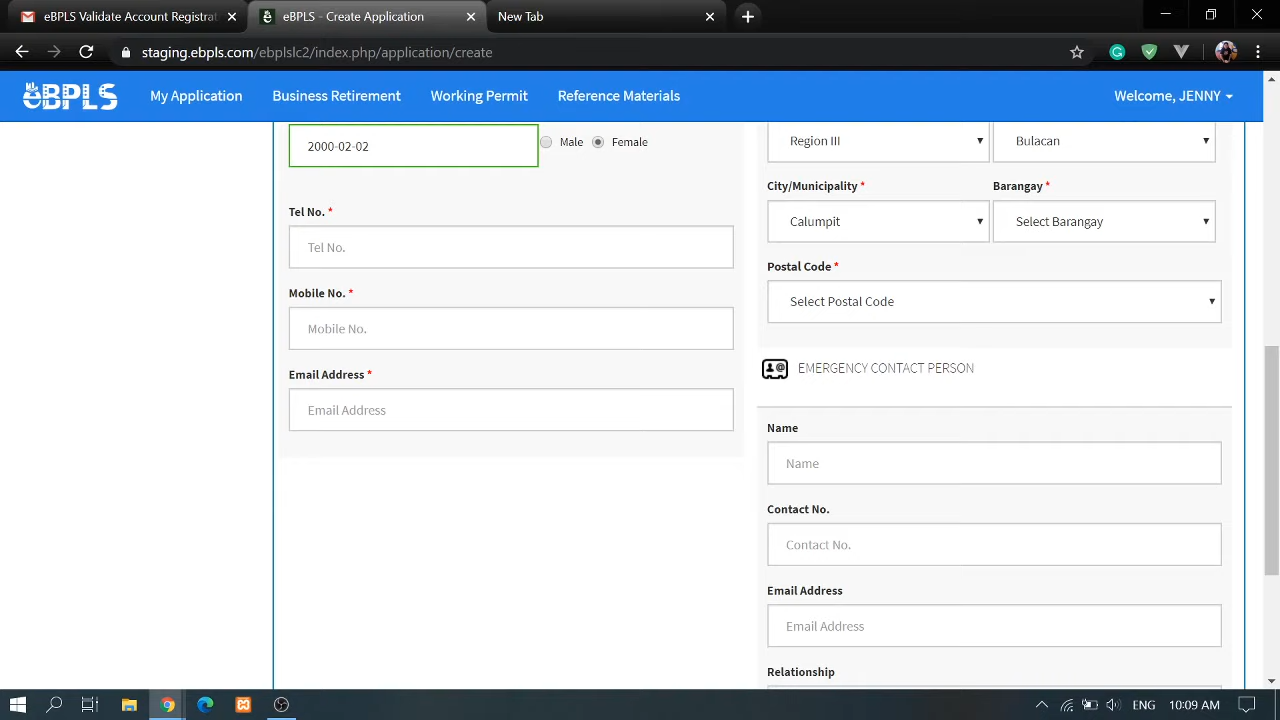 eBPLS Validate Account Registrat
eBPLS - Create Application
New Tab
staging.ebpls.com/ebplslc2/index.php/application/create
eBPLS
My Application
Business Retirement
Working Permit
Reference Materials
Welcome, JENNY
2000-02-02
Male
Female
Region III
Bulacan
City/Municipality *
Barangay *
Calumpit
Select Barangay
Tel No. *
Tel No.
Postal Code *
Select Postal Code
Mobile No. *
Mobile No.
Email Address *
Email Address
EMERGENCY CONTACT PERSON
Name
Name
Contact No.
Contact No.
Email Address
Email Address
Relationship
ENG
10:09 AM